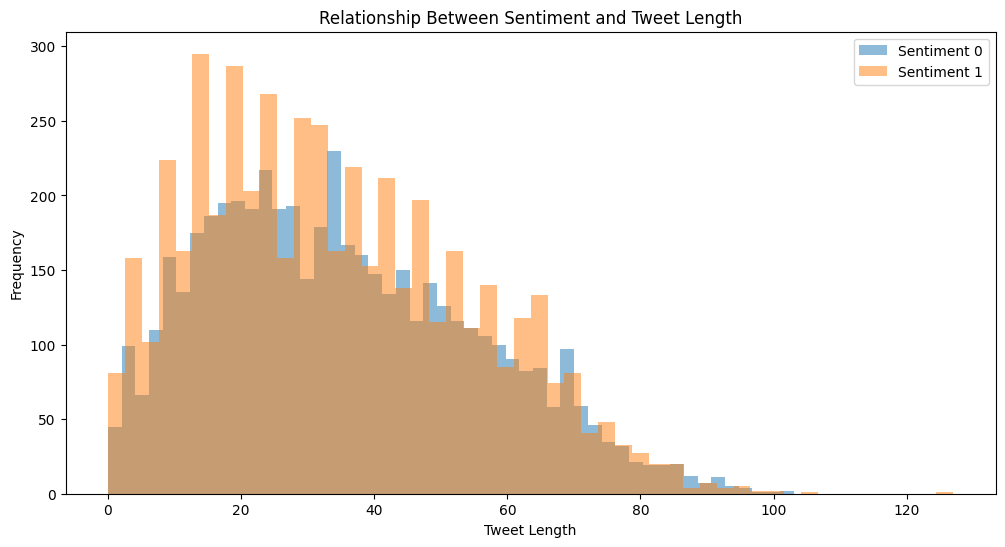 Relationship Between Sentiment and Tweet Length
Sentiment 0
Sentiment 1
Frequency
300
250
200
150
100
50
0
0 20 40 60 80 100 120
Tweet Length